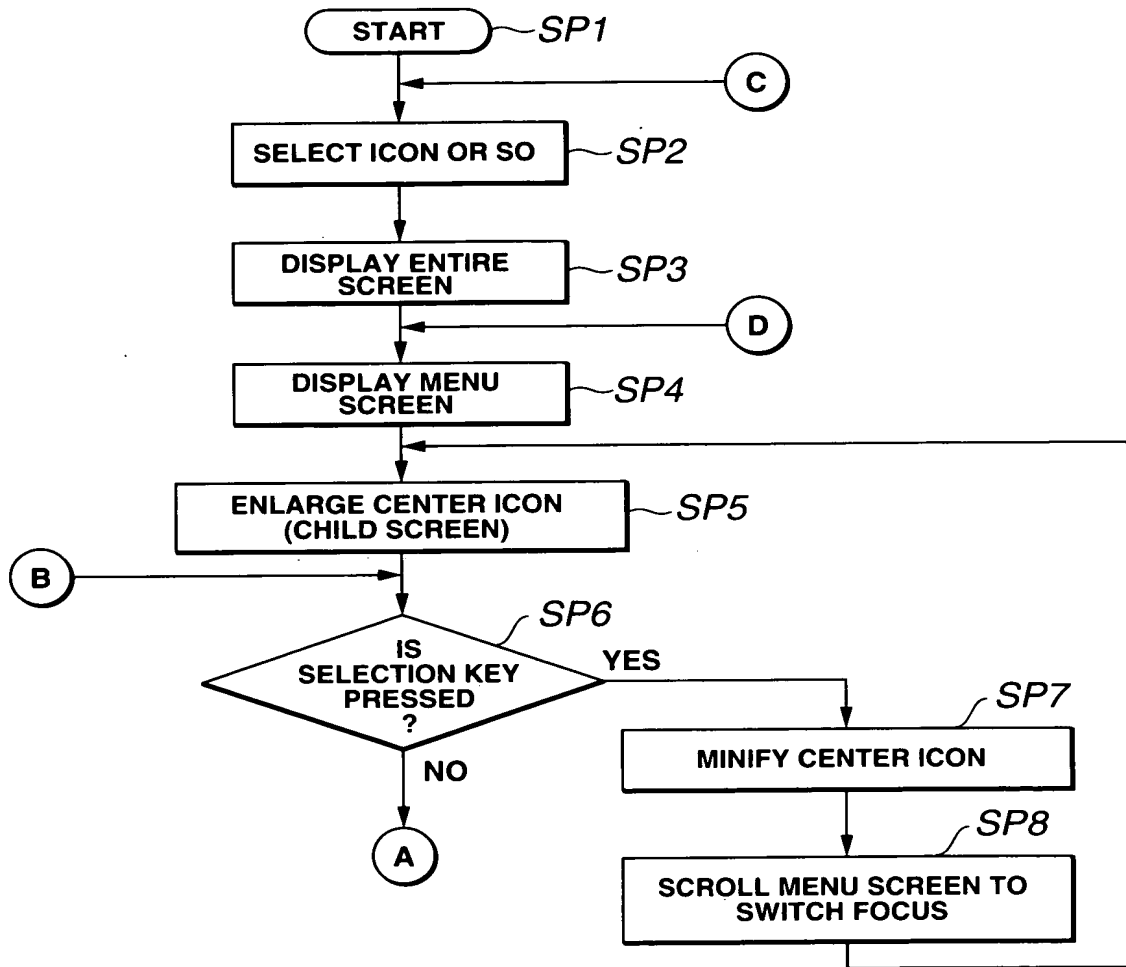 START
SP1
C
SELECT ICON OR SO
SP2
DISPLAY ENTIRE
SCREEN
SP3
D
DISPLAY MENU
SCREEN
SP4
ENLARGE CENTER ICON
(CHILD SCREEN)
SP5
B
SP6
IS
SELECTION KEY
PRESSED
?
YES
SP7
MINIFY CENTER ICON
NO
SP8
A
SCROLL MENU SCREEN TO
SWITCH FOCUS